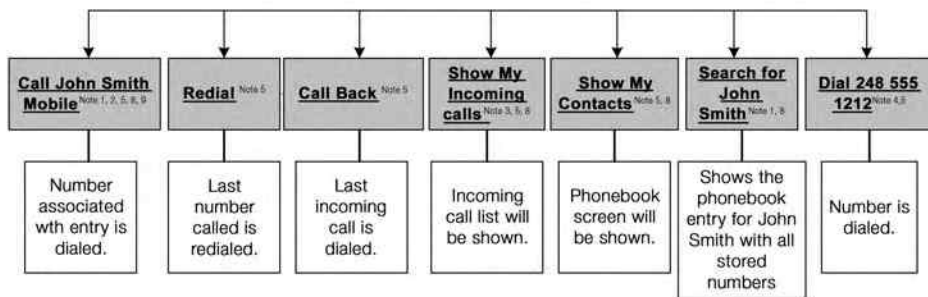 Call John Smith
Mobile Note 1, 2, 5, 8, 9
Redial Note 5
Call Back Note 5
Show My
Incoming
calls Note 3, 5, 8
Show My
Contacts Note 5, 8
Search for
John
Smith Note 1, 8
Dial 248 555
1212 Note 4,5
Number
associated
wth entry is
dialed.
Last
number
called is
redialed.
Last
incoming
call is
dialed.
Incoming
call list will
be shown.
Phonebook
screen will
be shown.
Shows the
phonebook
entry for John
Smith with all
stored
numbers
Number is
dialed.